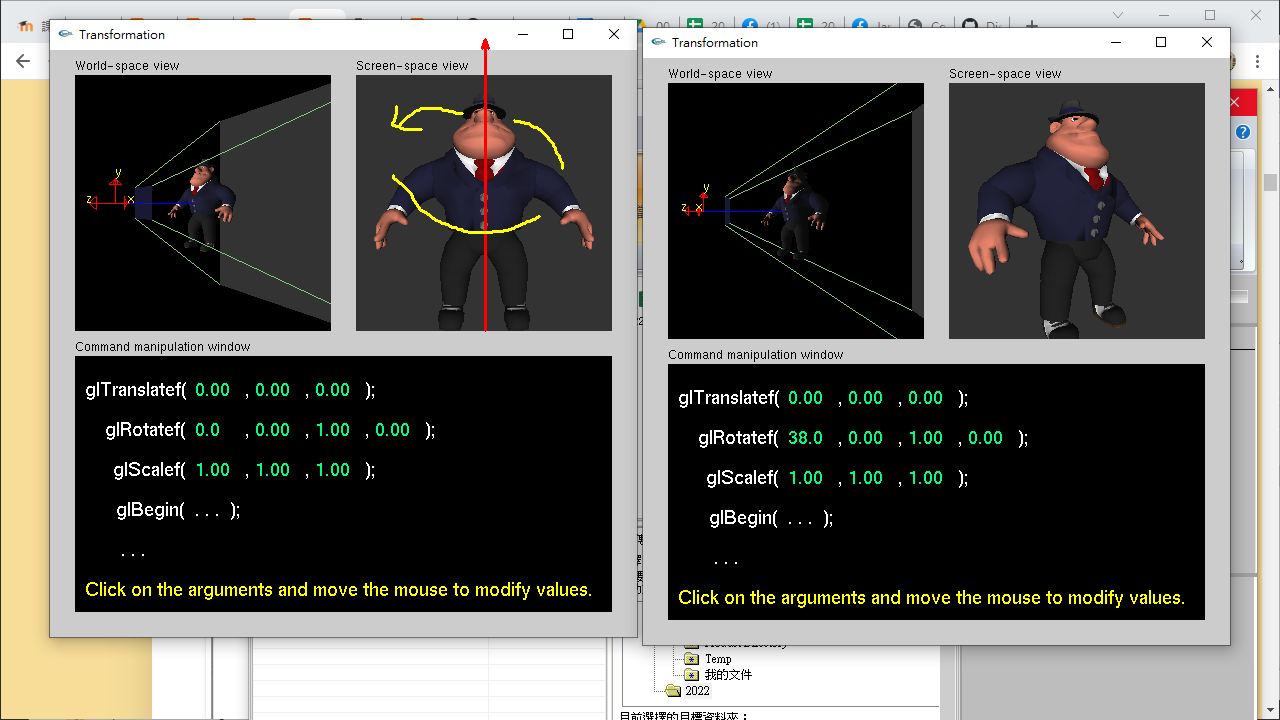 Transformation
World-space view
Screen-space view
y
z
x
Command manipulation window
glTranslatef( 0.00 , 0.00 , 0.00 );
glRotatef( 0.0 , 0.00 , 1.00 , 0.00 );
glScalef( 1.00 , 1.00 , 1.00 );
glBegin( . . . );
. . .
Click on the arguments and move the mouse to modify values.
Transformation
World-space view
Screen-space view
y
z
x
Command manipulation window
glTranslatef( 0.00 , 0.00 , 0.00 );
glRotatef( 38.0 , 0.00 , 1.00 , 0.00 );
glScalef( 1.00 , 1.00 , 1.00 );
glBegin( . . . );
. . .
Click on the arguments and move the mouse to modify values.
Temp
我的文件
2022
目前選擇的目標資料夾：